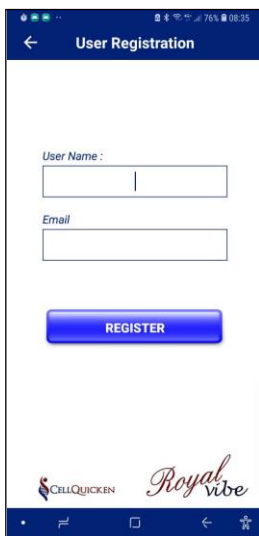 76% 08:35
User Registration
User Name :
Email
REGISTER
CELLQUICKEN
Royal
vibe